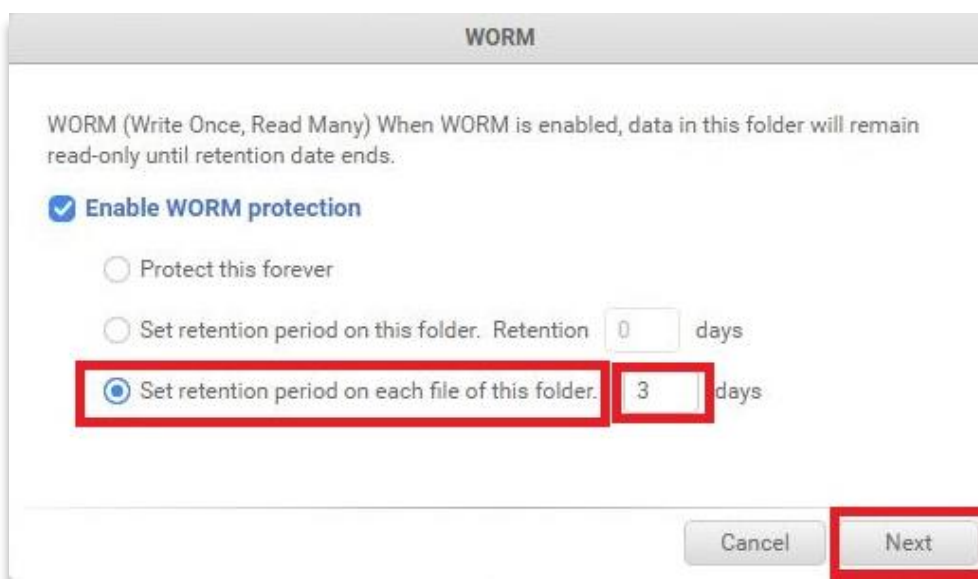 WORM
WORM (Write Once, Read Many) When WORM is enabled, data in this folder will remain
read-only until retention date ends.
Enable WORM protection
Protect this forever
Set retention period on this folder. Retention 0 days
Set retention period on each file of this folder. 3 days
Cancel Next